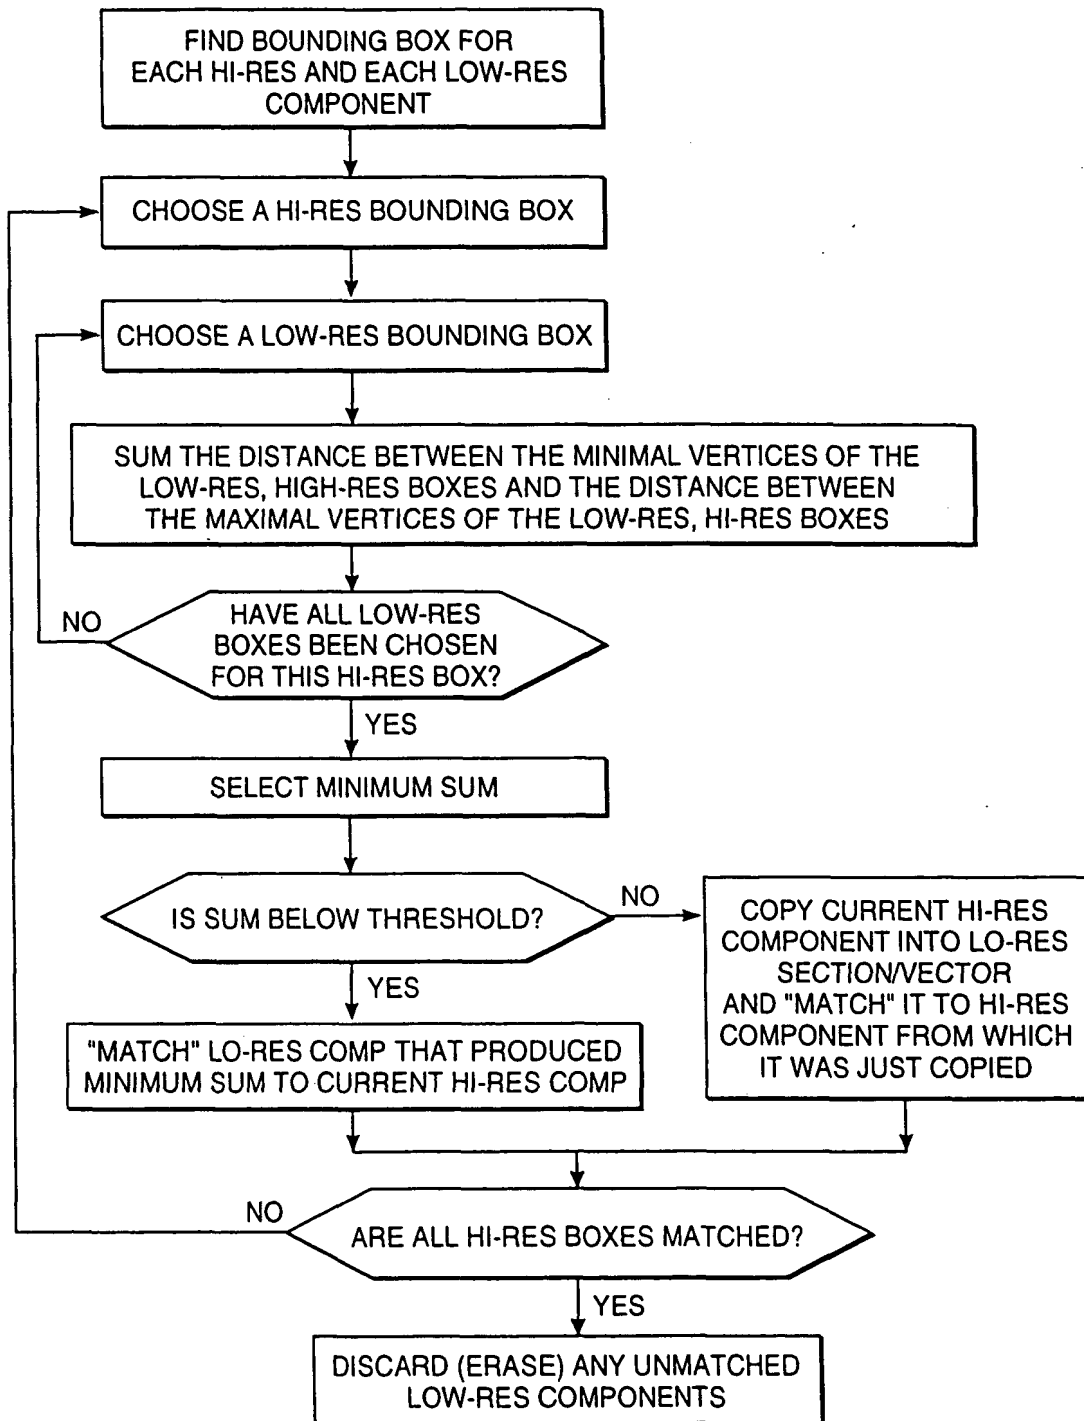 FIND BOUNDING BOX FOR
EACH HI-RES AND EACH LOW-RES
COMPONENT
CHOOSE A HI-RES BOUNDING BOX
CHOOSE A LOW-RES BOUNDING BOX
SUM THE DISTANCE BETWEEN THE MINIMAL VERTICES OF THE
LOW-RES, HIGH-RES BOXES AND THE DISTANCE BETWEEN
THE MAXIMAL VERTICES OF THE LOW-RES, HI-RES BOXES
NO
HAVE ALL LOW-RES
BOXES BEEN CHOSEN
FOR THIS HI-RES BOX?
YES
SELECT MINIMUM SUM
IS SUM BELOW THRESHOLD?
NO
YES
COPY CURRENT HI-RES
COMPONENT INTO LO-RES
SECTION/VECTOR
AND "MATCH" IT TO HI-RES
COMPONENT FROM WHICH
IT WAS JUST COPIED
"MATCH" LO-RES COMP THAT PRODUCED
MINIMUM SUM TO CURRENT HI-RES COMP
NO
ARE ALL HI-RES BOXES MATCHED?
YES
DISCARD (ERASE) ANY UNMATCHED
LOW-RES COMPONENTS